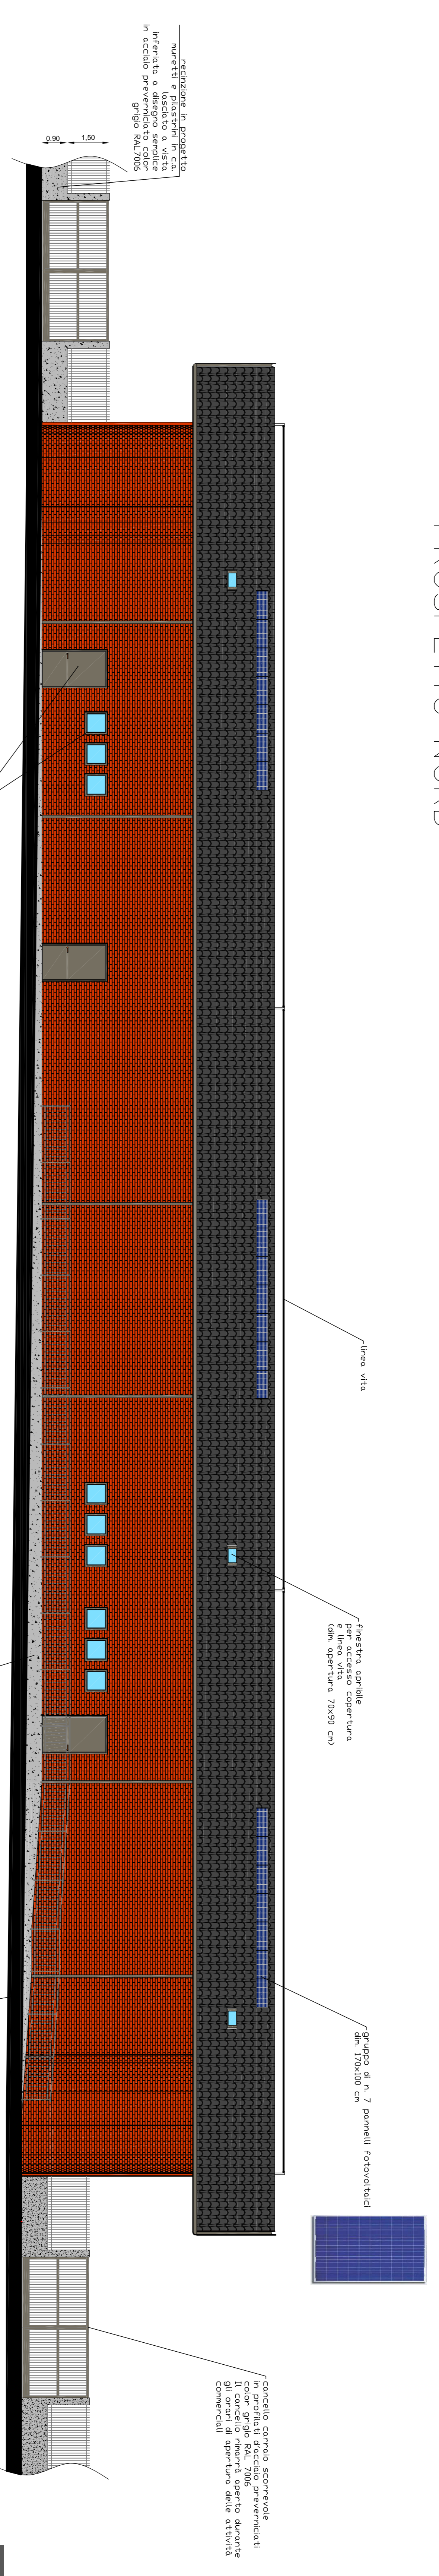 PROSPETTO NORD
recinzione in progetto
muretti e pilastrini in c.a.
lasciato a vista
inferiata a disegno semplice
in acciaio preverniciato color
grigio RAL7006
1,50
0.90
linea vita
finestra apribile
per accesso copertura
e linea vita
(dim. apertura 70x90 cm)
gruppo di n. 7 pannelli fotovoltaici
dim. 170x100 cm
cancello carraio scorrevole
in profilati d'acciaio preverniciati
color grigio RAL 7006
Il cancello rimarrà aperto durante
gli orari di apertura delle attività
commerciali